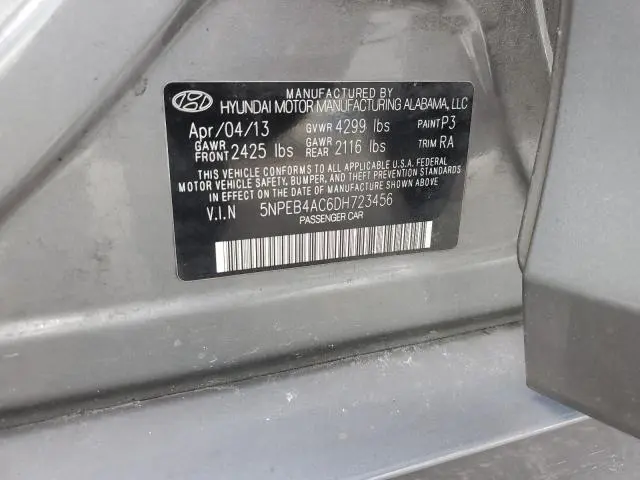 MANUFACTURED BY
HYUNDAI MOTOR MANUFACTURING ALABAMA, LLC
Apr/04/13 GVWR 4299 lbs PAINT P3
GAWR FRONT 2425 lbs GAWR REAR 2116 lbs TRIM RA
THIS VEHICLE CONFORMS TO ALL APPLICABLE U.S.A. FEDERAL
MOTOR VEHICLE SAFETY, BUMPER, AND THEFT PREVENTION STANDARDS
IN EFFECT ON THE DATE OF MANUFACTURE SHOWN ABOVE.
V.I.N 5NPEB4AC6DH723456
PASSENGER CAR